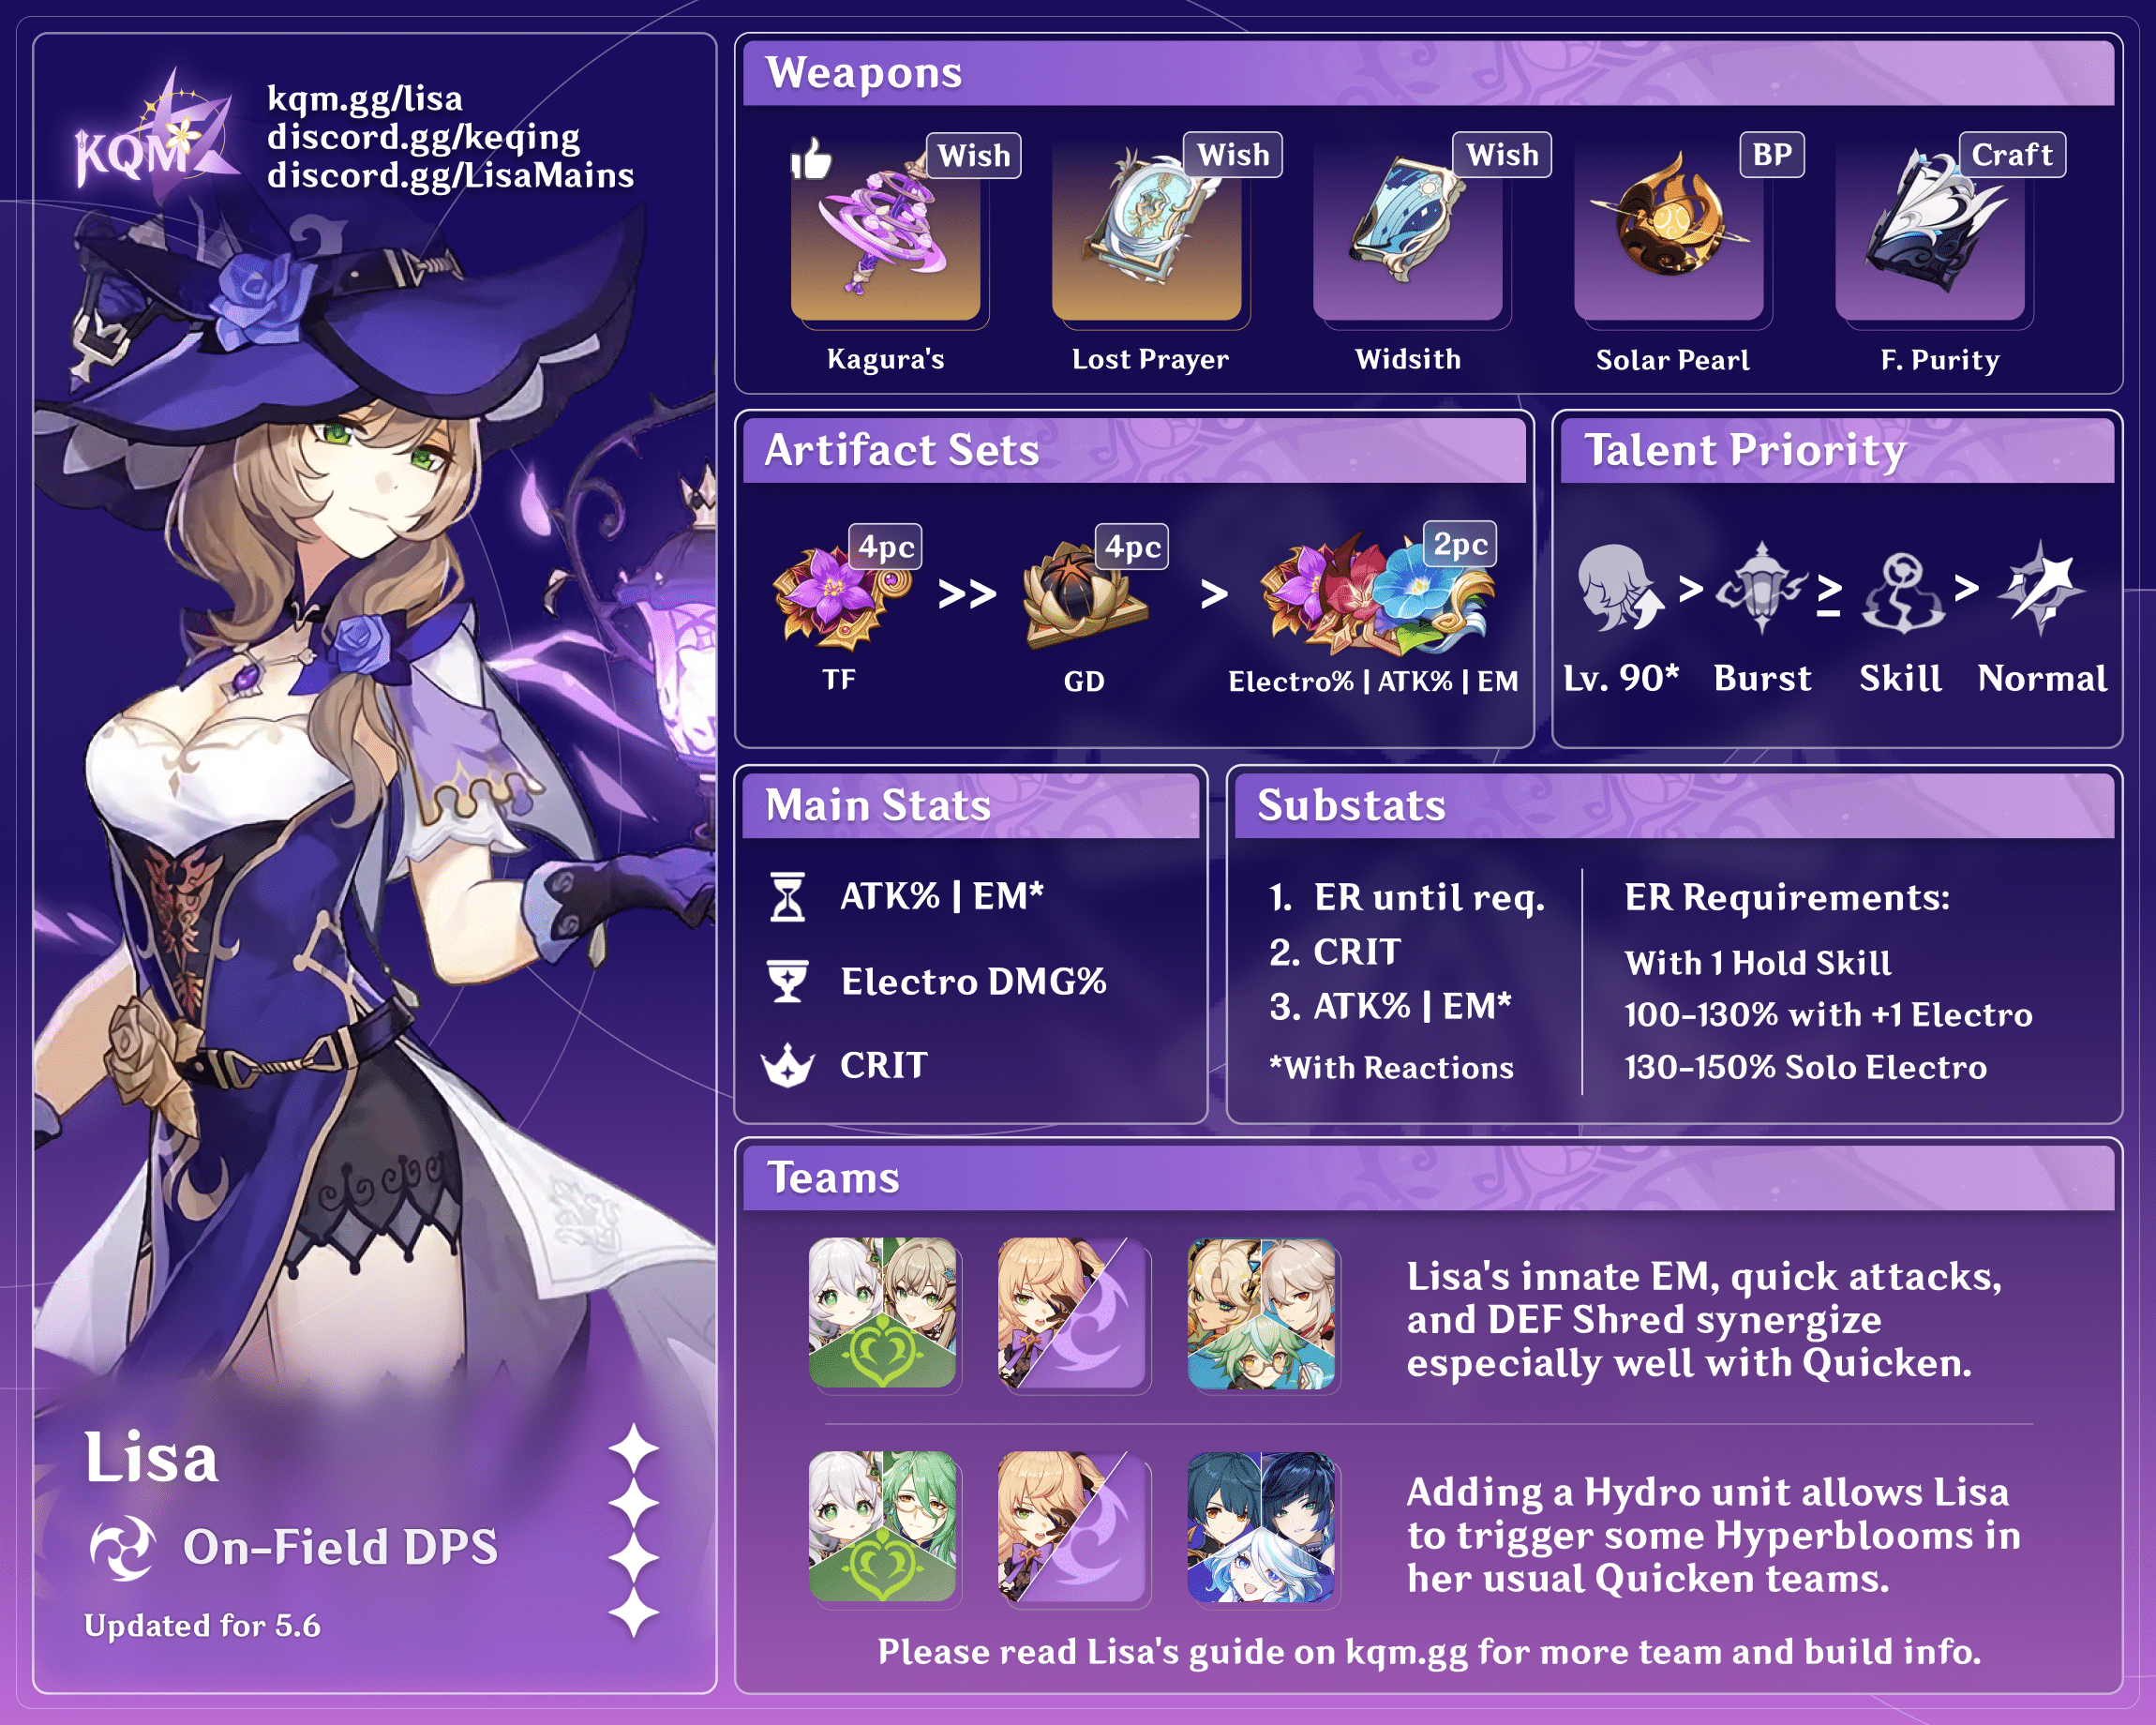 KQM
kqm.gg/lisa
discord.gg/keqing
discord.gg/LisaMains
Lisa
On-Field DPS
Updated for 5.6
Weapons
Wish
Wish
Wish
BP
Craft
Kagura's
Lost Prayer
Widsith
Solar Pearl
F. Purity
Artifact Sets
4pc
>>
4pc
>
2pc
TF
GD
Electro% | ATK% | EM
Talent Priority
> ≥ >
Lv. 90*
Burst
Skill
Normal
Main Stats
ATK% | EM*
Electro DMG%
CRIT
Substats
1. ER until req.
2. CRIT
3. ATK% | EM*
*With Reactions
ER Requirements:
With 1 Hold Skill
100-130% with +1 Electro
130-150% Solo Electro
Teams
Lisa's innate EM, quick attacks,
and DEF Shred synergize
especially well with Quicken.
Adding a Hydro unit allows Lisa
to trigger some Hyperblooms in
her usual Quicken teams.
Please read Lisa's guide on kqm.gg for more team and build info.